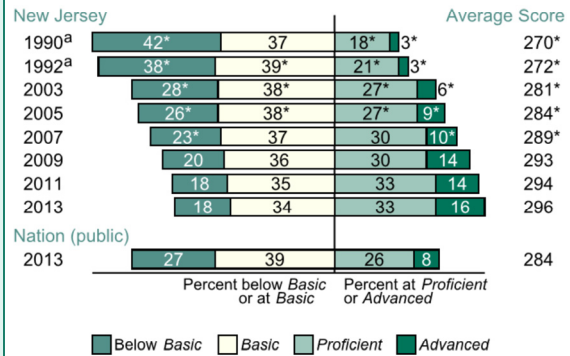 New Jersey Average Score
1990a 42* 37 18* 3* 270*
1992a 38* 39* 21* 3* 272*
2003 28* 38* 27* 6* 281*
2005 26* 38* 27* 9* 284*
2007 23* 37 30 10* 289*
2009 20 36 30 14 293
2011 18 35 33 14 294
2013 18 34 33 16 296
Nation (public)
2013 27 39 26 8 284
Percent below Basic Percent at Proficient
or at Basic or Advanced
Below Basic Basic Proficient Advanced